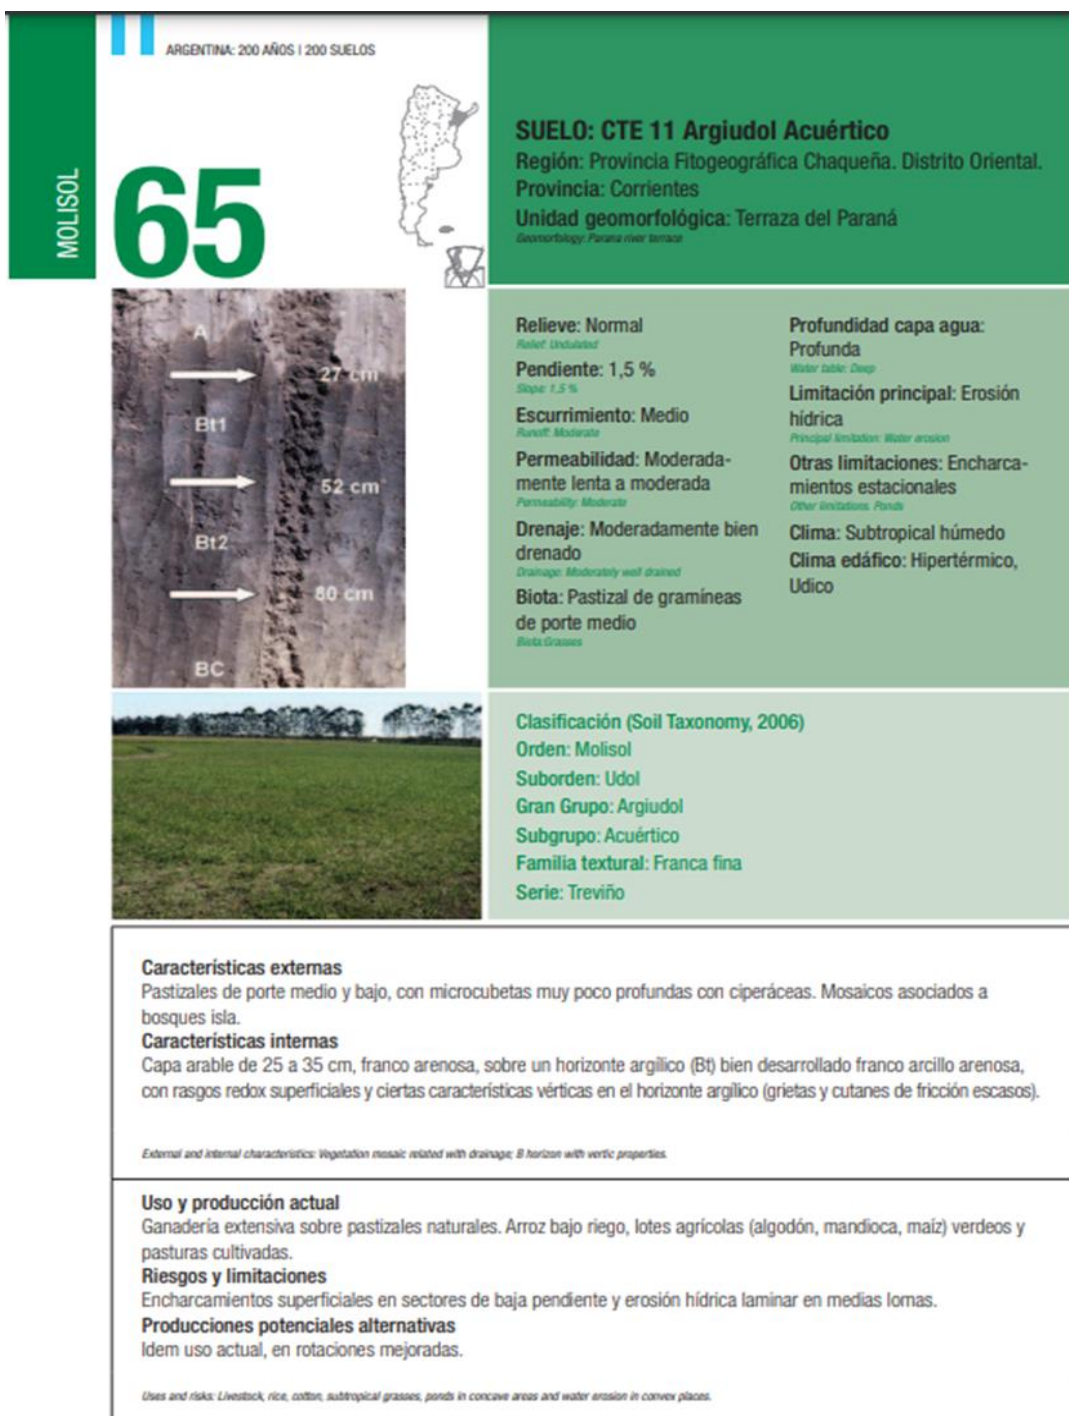 ARGENTINA: 200 AÑOS | 200 SUELOS
MOLISOL
65
SUELO: CTE 11 Argiudol Acuértico
Región: Provincia Fitogeográfica Chaqueña. Distrito Oriental.
Provincia: Corrientes
Unidad geomorfológica: Terraza del Paraná
Geomorfology: Parana river terrace
A
27 cm
Bt1
52 cm
Bt2
80 cm
BC
Relieve: Normal
Relief: Undulated
Pendiente: 1,5 %
Slope: 1.5 %
Escurrimiento: Medio
Runoff: Moderate
Permeabilidad: Moderada-
mente lenta a moderada
Permeability: Moderate
Drenaje: Moderadamente bien
drenado
Drainage: Moderately well drained
Biota: Pastizal de gramíneas
de porte medio
Biota:Grasses
Profundidad capa agua:
Profunda
Water table: Deep
Limitación principal: Erosión
hídrica
Principal limitation: Water erosion
Otras limitaciones: Encharca-
mientos estacionales
Other limitations. Ponds
Clima: Subtropical húmedo
Clima edáfico: Hipertérmico,
Udico
Clasificación (Soil Taxonomy, 2006)
Orden: Molisol
Suborden: Udol
Gran Grupo: Argiudol
Subgrupo: Acuértico
Familia textural: Franca fina
Serie: Treviño
Características externas
Pastizales de porte medio y bajo, con microcubetas muy poco profundas con ciperáceas. Mosaicos asociados a
bosques isla.
Características internas
Capa arable de 25 a 35 cm, franco arenosa, sobre un horizonte argílico (Bt) bien desarrollado franco arcillo arenosa,
con rasgos redox superficiales y ciertas características vérticas en el horizonte argílico (grietas y cutanes de fricción escasos).
External and internal characteristics: Vegetation mosaic related with drainage; B horizon with vertic properties.
Uso y producción actual
Ganadería extensiva sobre pastizales naturales. Arroz bajo riego, lotes agrícolas (algodón, mandioca, maíz) verdeos y
pasturas cultivadas.
Riesgos y limitaciones
Encharcamientos superficiales en sectores de baja pendiente y erosión hídrica laminar en medias lomas.
Producciones potenciales alternativas
Idem uso actual, en rotaciones mejoradas.
Uses and risks: Livestock, rice, cotton, subtropical grasses, ponds in concave areas and water erosion in convex places.